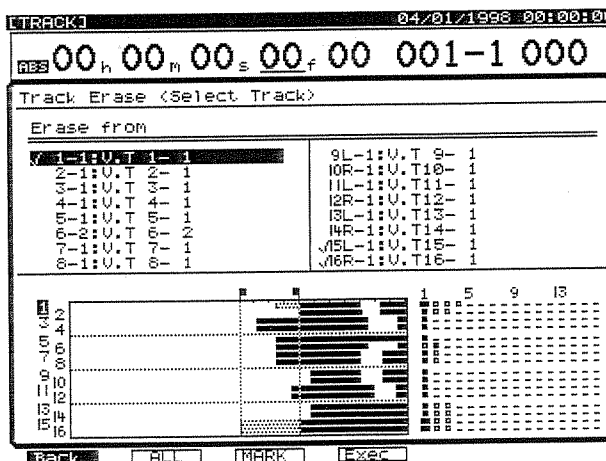 [TRACK] 04/01/1998 00:00:00
ABS 00h 00m 00s 00f 00 001-1 000
Track Erase (Select Track)
Erase from
√ 1-1:V.T 1- 1
2-1:V.T 2- 1
3-1:V.T 3- 1
4-1:V.T 4- 1
5-1:V.T 5- 1
6-2:V.T 6- 2
7-1:V.T 7- 1
8-1:V.T 8- 1
9L-1:V.T 9- 1
10R-1:V.T10- 1
11L-1:V.T11- 1
12R-1:V.T12- 1
13L-1:V.T13- 1
14R-1:V.T14- 1
√15L-1:V.T15- 1
√16R-1:V.T16- 1
1 5 9 13
1
2
3
4
5
6
7
8
9
10
11
12
13
14
15
16
Back ALL MARK Exec